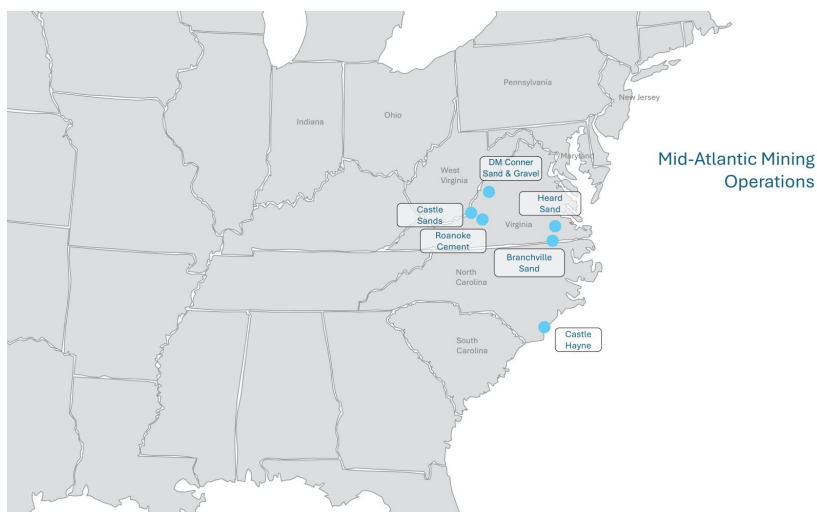 Pennsylvania
New Jersey
Ohio
Indiana
Mid-Atlantic Mining
Operations
Maryland
DM Conner
Sand & Gravel
West
Virginia
Heard
Sand
Castle
Sands
Virginia
Roanoke
Cement
Branchville
Sand
North
Carolina
Castle
Hayne
South
Carolina